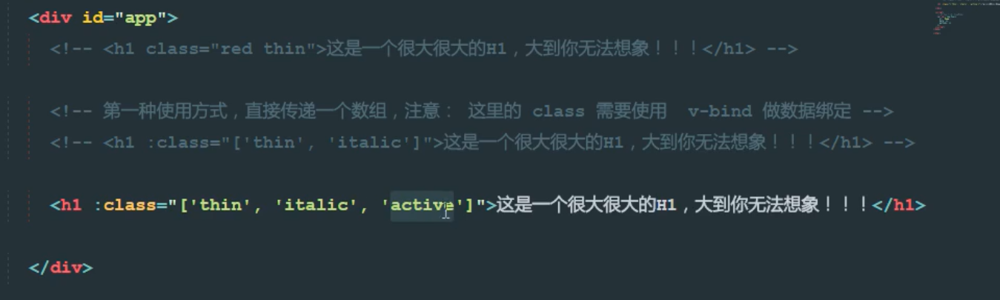 <div id="app">
<!-- <h1 class="red thin">这是一个很大很大的H1，大到你无法想象！！！</h1> -->
<!-- 第一种使用方式，直接传递一个数组，注意： 这里的 class 需要使用  v-bind 做数据绑定 -->
<!-- <h1 :class="['thin', 'italic']">这是一个很大很大的H1，大到你无法想象！！！</h1> -->
<h1 :class="['thin', 'italic', 'active']">这是一个很大很大的H1，大到你无法想象！！！</h1>
</div>